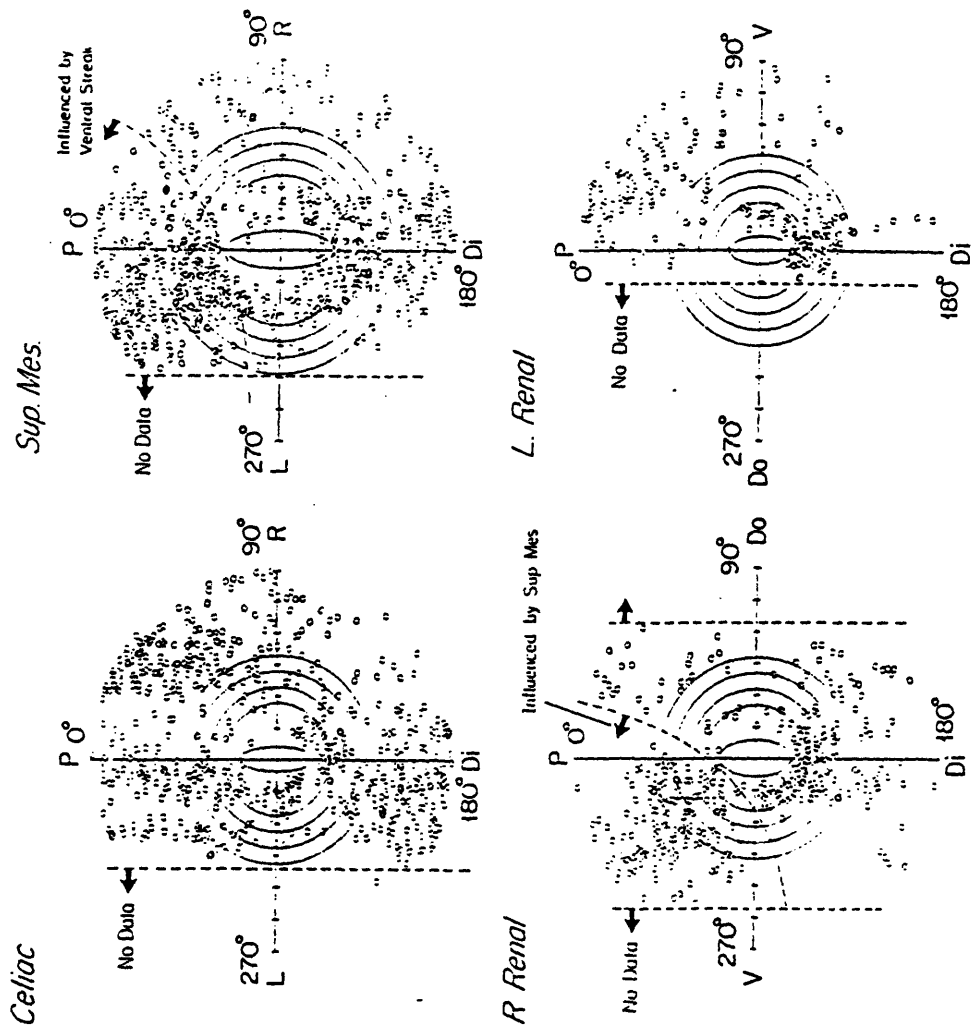 Celiac
No Data
P
0°
90°
R
270°
L
180°
Di
Sup. Mes.
No Data
Influenced by
Ventral Streak
P
0°
90°
R
270°
L
180°
Di
R Renal
No Data
Influenced by Sup Mes
P
0°
90°
Do
270°
V
180°
Di
L. Renal
No Data
P
0°
90°
V
270°
Do
180°
Di